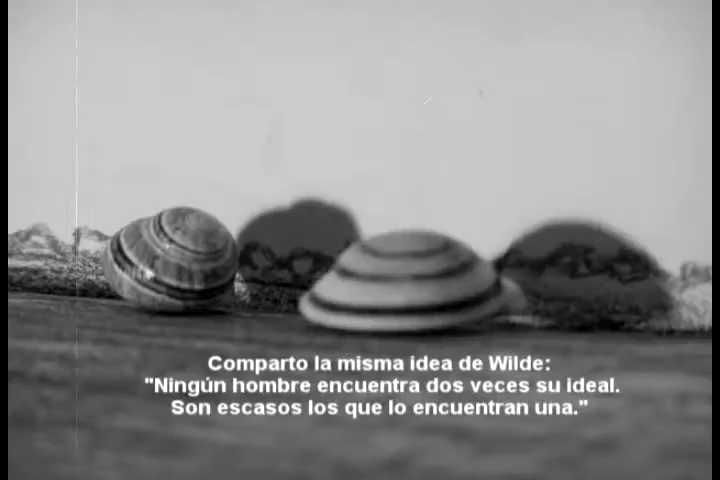 Comparto la misma idea de Wilde:
"Ningún hombre encuentra dos veces su ideal.
Son escasos los que lo encuentran una."